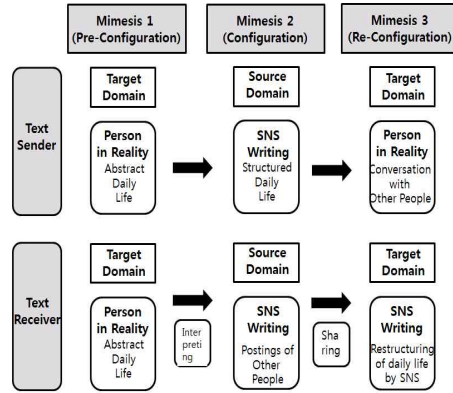 Mimesis 1
(Pre-Configuration)
Mimesis 2
(Configuration)
Mimesis 3
(Re-Configuration)
Text
Sender
Target
Domain
Source
Domain
Target
Domain
Person
in Reality
Abstract
Daily
Life
SNS
Writing
Structured
Daily
Life
Person
in Reality
Conversation
with
Other People
Text
Receiver
Target
Domain
Source
Domain
Target
Domain
Person
in Reality
Abstract
Daily
Life
Inter
preti
ng
SNS
Writing
Postings of
Other
People
Sha
ring
SNS
Writing
Restructuring
of daily life
by SNS